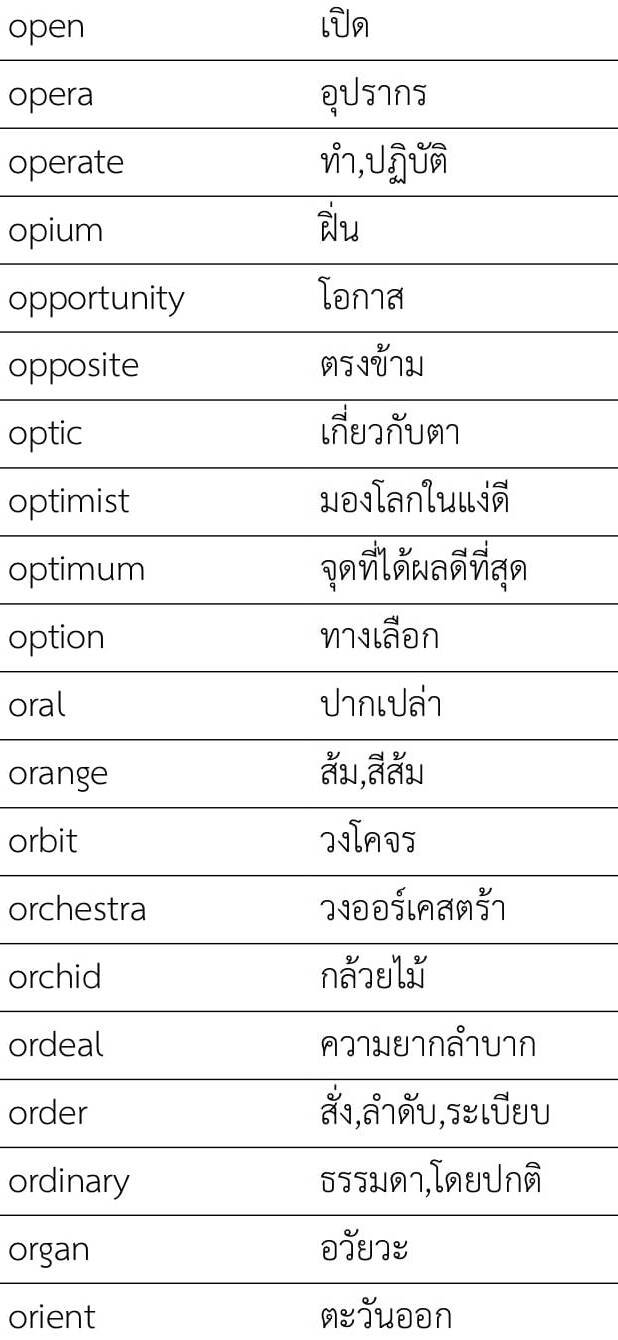 open เปิด
opera อุปรากร
operate ทำ,ปฏิบัติ
opium ฝิ่น
opportunity โอกาส
opposite ตรงข้าม
optic เกี่ยวกับตา
optimist มองโลกในแง่ดี
optimum จุดที่ได้ผลดีที่สุด
option ทางเลือก
oral ปากเปล่า
orange ส้ม,สีส้ม
orbit วงโคจร
orchestra วงออร์เคสตร้า
orchid กล้วยไม้
ordeal ความยากลำบาก
order สั่ง,ลำดับ,ระเบียบ
ordinary ธรรมดา,โดยปกติ
organ อวัยวะ
orient ตะวันออก